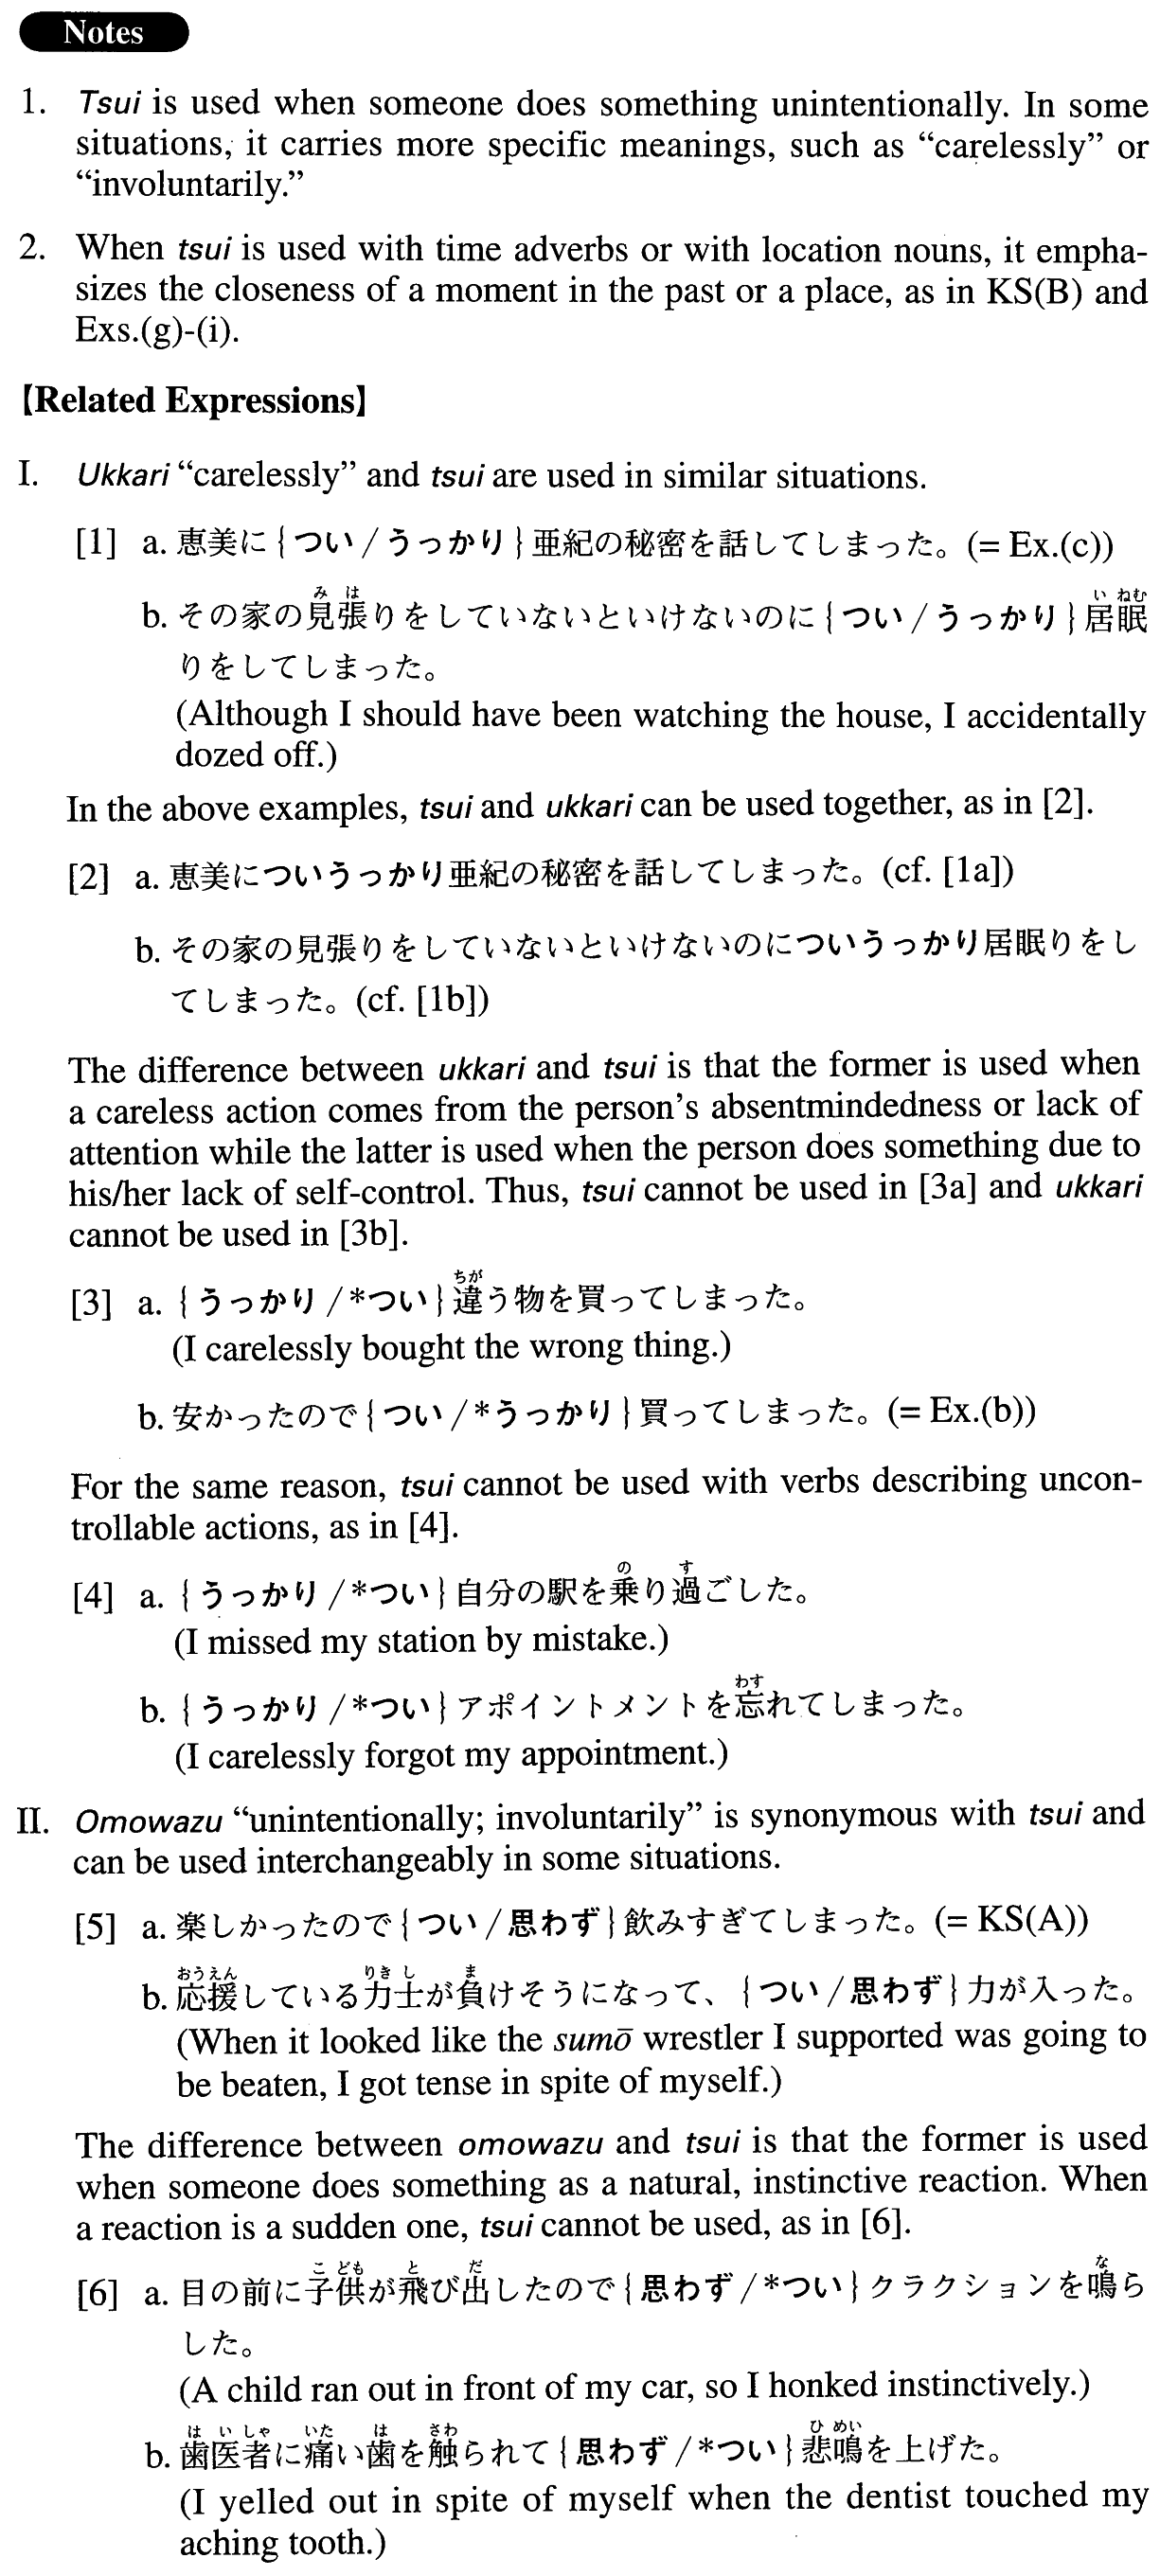 Notes
1. Tsui is used when someone does something unintentionally. In some
situations, it carries more specific meanings, such as “carelessly” or
“involuntarily.”
2. When tsui is used with time adverbs or with location nouns, it empha-
sizes the closeness of a moment in the past or a place, as in KS(B) and
Exs.(g)-(i).
【Related Expressions】
I. Ukkari “carelessly” and tsui are used in similar situations.
[1] a. 恵美に{つい/うっかり}亜紀の秘密を話してしまった。(= Ex.(c))
み は い ねむ
b. その家の見張りをしていないといけないのに{つい/うっかり}居眠
りをしてしまった。
(Although I should have been watching the house, I accidentally
dozed off.)
In the above examples, tsui and ukkari can be used together, as in [2].
[2] a. 恵美についうっかり亜紀の秘密を話してしまった。(cf. [1a])
b. その家の見張りをしていないといけないのについうっかり居眠りをし
てしまった。(cf. [1b])
The difference between ukkari and tsui is that the former is used when
a careless action comes from the person’s absentmindedness or lack of
attention while the latter is used when the person does something due to
his/her lack of self-control. Thus, tsui cannot be used in [3a] and ukkari
cannot be used in [3b].
ちが
[3] a. {うっかり/*つい}違う物を買ってしまった。
(I carelessly bought the wrong thing.)
b. 安かったので{つい/*うっかり}買ってしまった。(= Ex.(b))
For the same reason, tsui cannot be used with verbs describing uncon-
trollable actions, as in [4].
の す
[4] a. {うっかり/*つい}自分の駅を乗り過ごした。
(I missed my station by mistake.)
わす
b. {うっかり/*つい}アポイントメントを忘れてしまった。
(I carelessly forgot my appointment.)
II. Omowazu “unintentionally; involuntarily” is synonymous with tsui and
can be used interchangeably in some situations.
[5] a. 楽しかったので{つい/思わず}飲みすぎてしまった。(= KS(A))
おうえん りき し ま
b. 応援している力士が負けそうになって、{つい/思わず}力が入った。
(When it looked like the sumō wrestler I supported was going to
be beaten, I got tense in spite of myself.)
The difference between omowazu and tsui is that the former is used
when someone does something as a natural, instinctive reaction. When
a reaction is a sudden one, tsui cannot be used, as in [6].
こ ども と だ な
[6] a. 目の前に子供が飛び出したので{思わず/*つい}クラクションを鳴ら
した。
(A child ran out in front of my car, so I honked instinctively.)
は い しゃ いた は さわ ひ めい
b. 歯医者に痛い歯を触られて{思わず/*つい}悲鳴を上げた。
(I yelled out in spite of myself when the dentist touched my
aching tooth.)